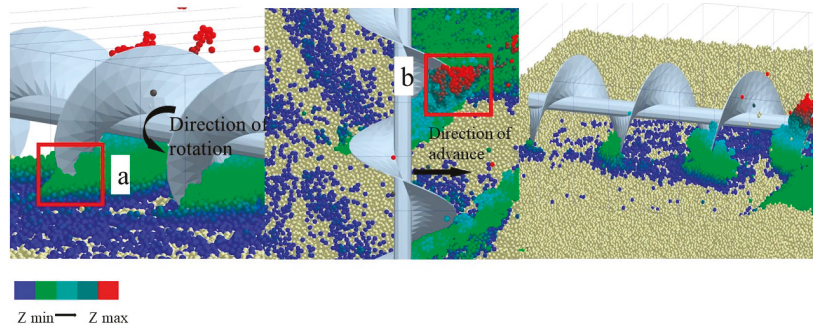 Direction of
rotation
a
b
Direction of
advance
Z min → Z max